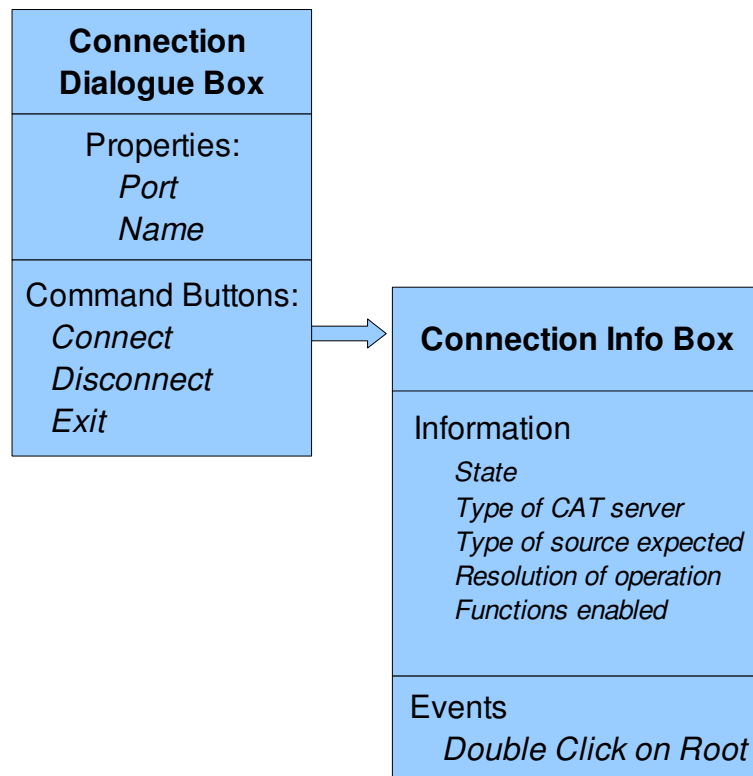 Connection
Dialogue Box
Properties:
Port
Name
Command Buttons:
Connect
Disconnect
Exit
Connection Info Box
Information
State
Type of CAT server
Type of source expected
Resolution of operation
Functions enabled
Events
Double Click on Root